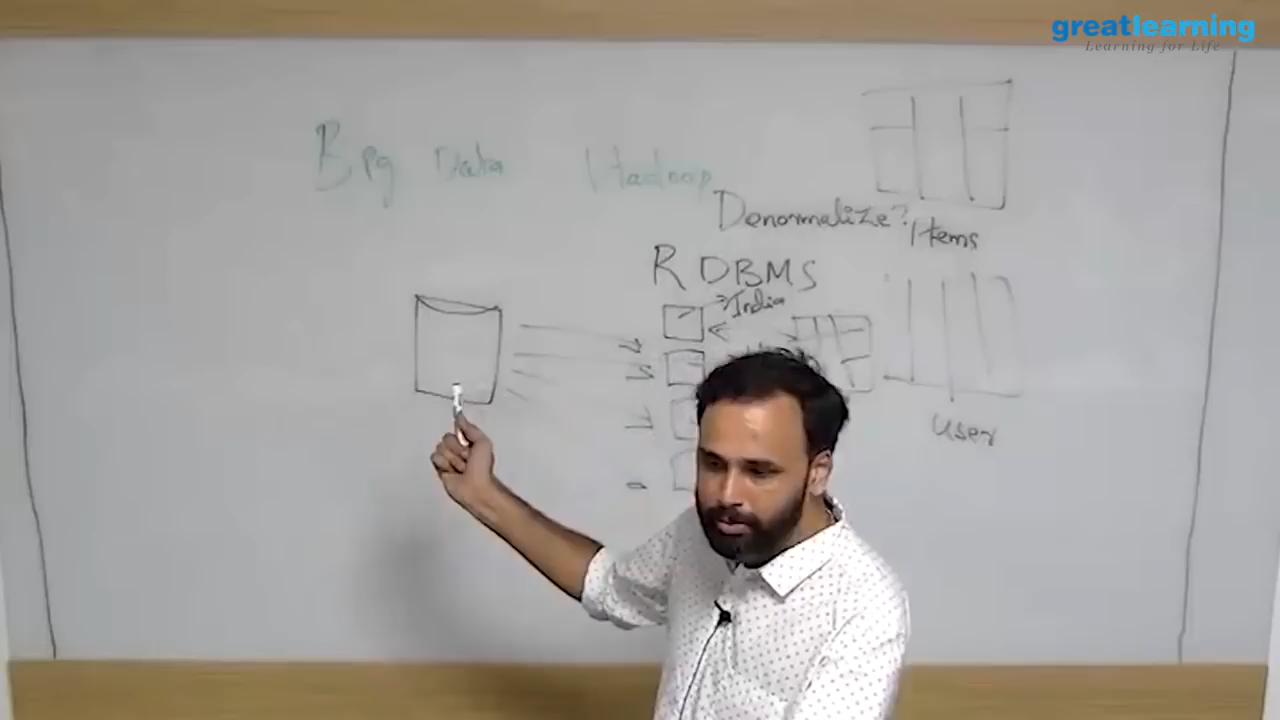 greatlearning
Learning for Life
Big Data Hadoop
Denormalize?
Items
RDBMS
India
User